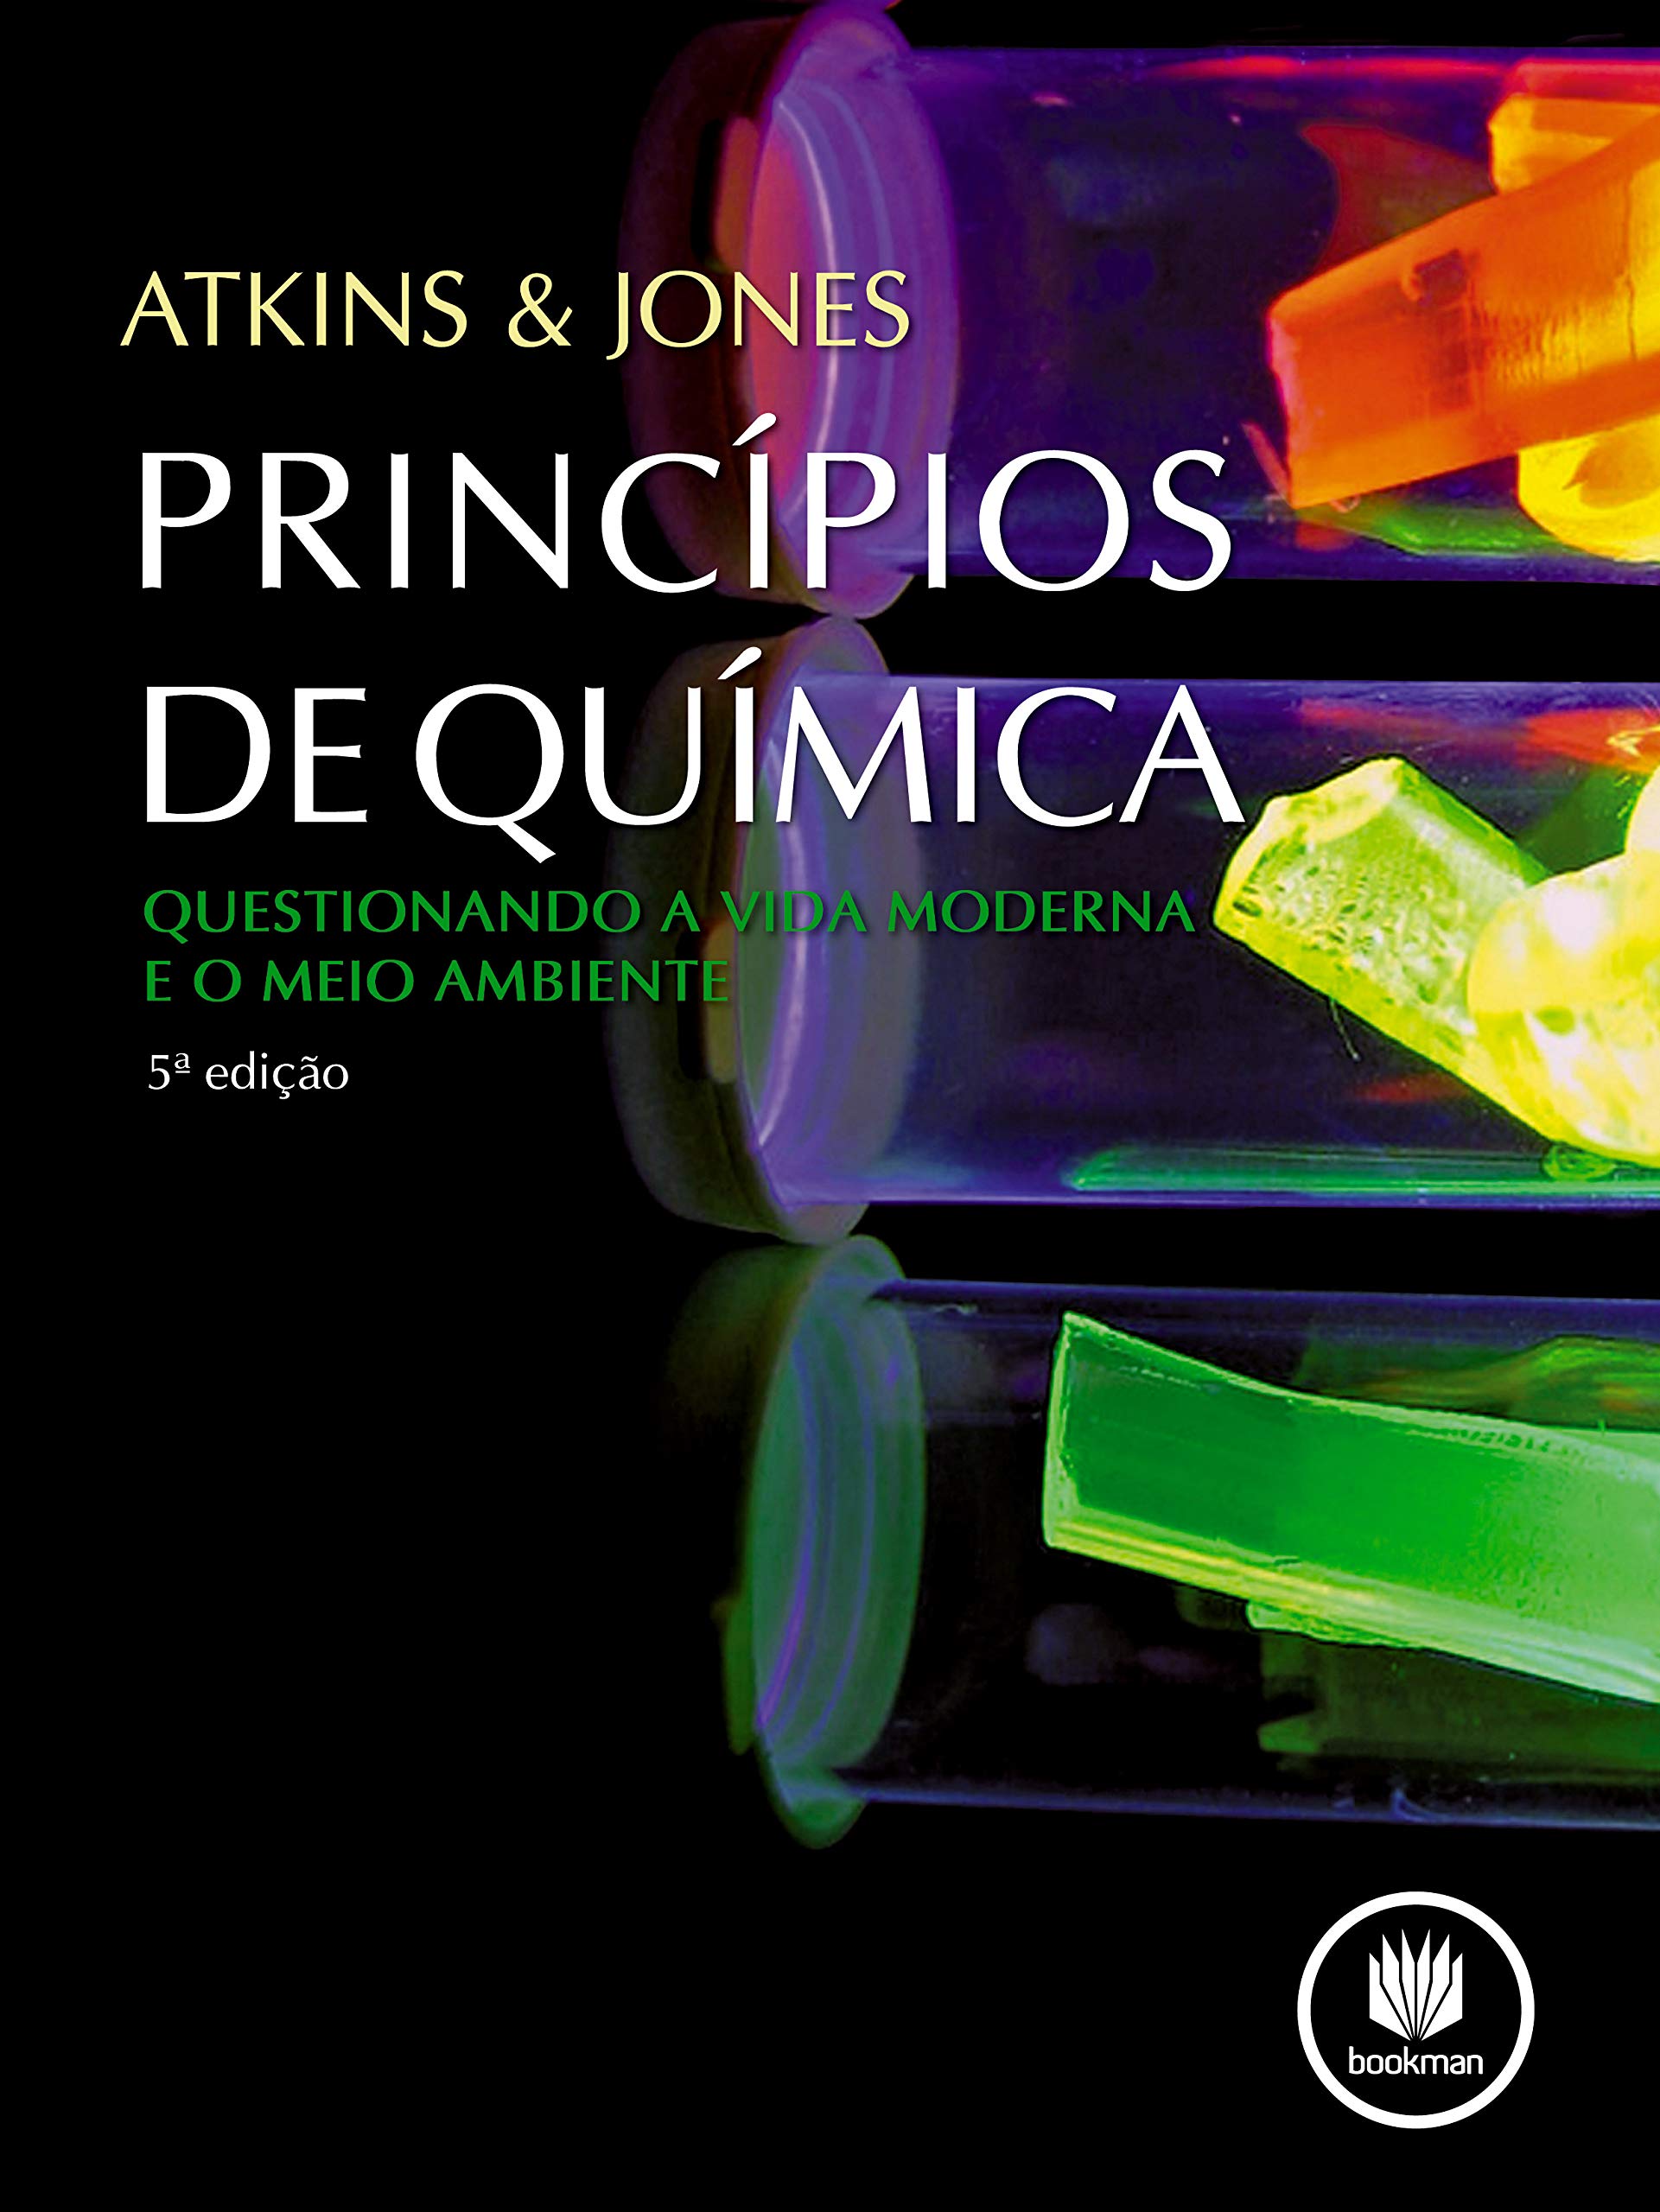 ATKINS & JONES
PRINCÍPIOS
DE QUÍMICA
QUESTIONANDO A VIDA MODERNA
E O MEIO AMBIENTE
5ª edição
bookman